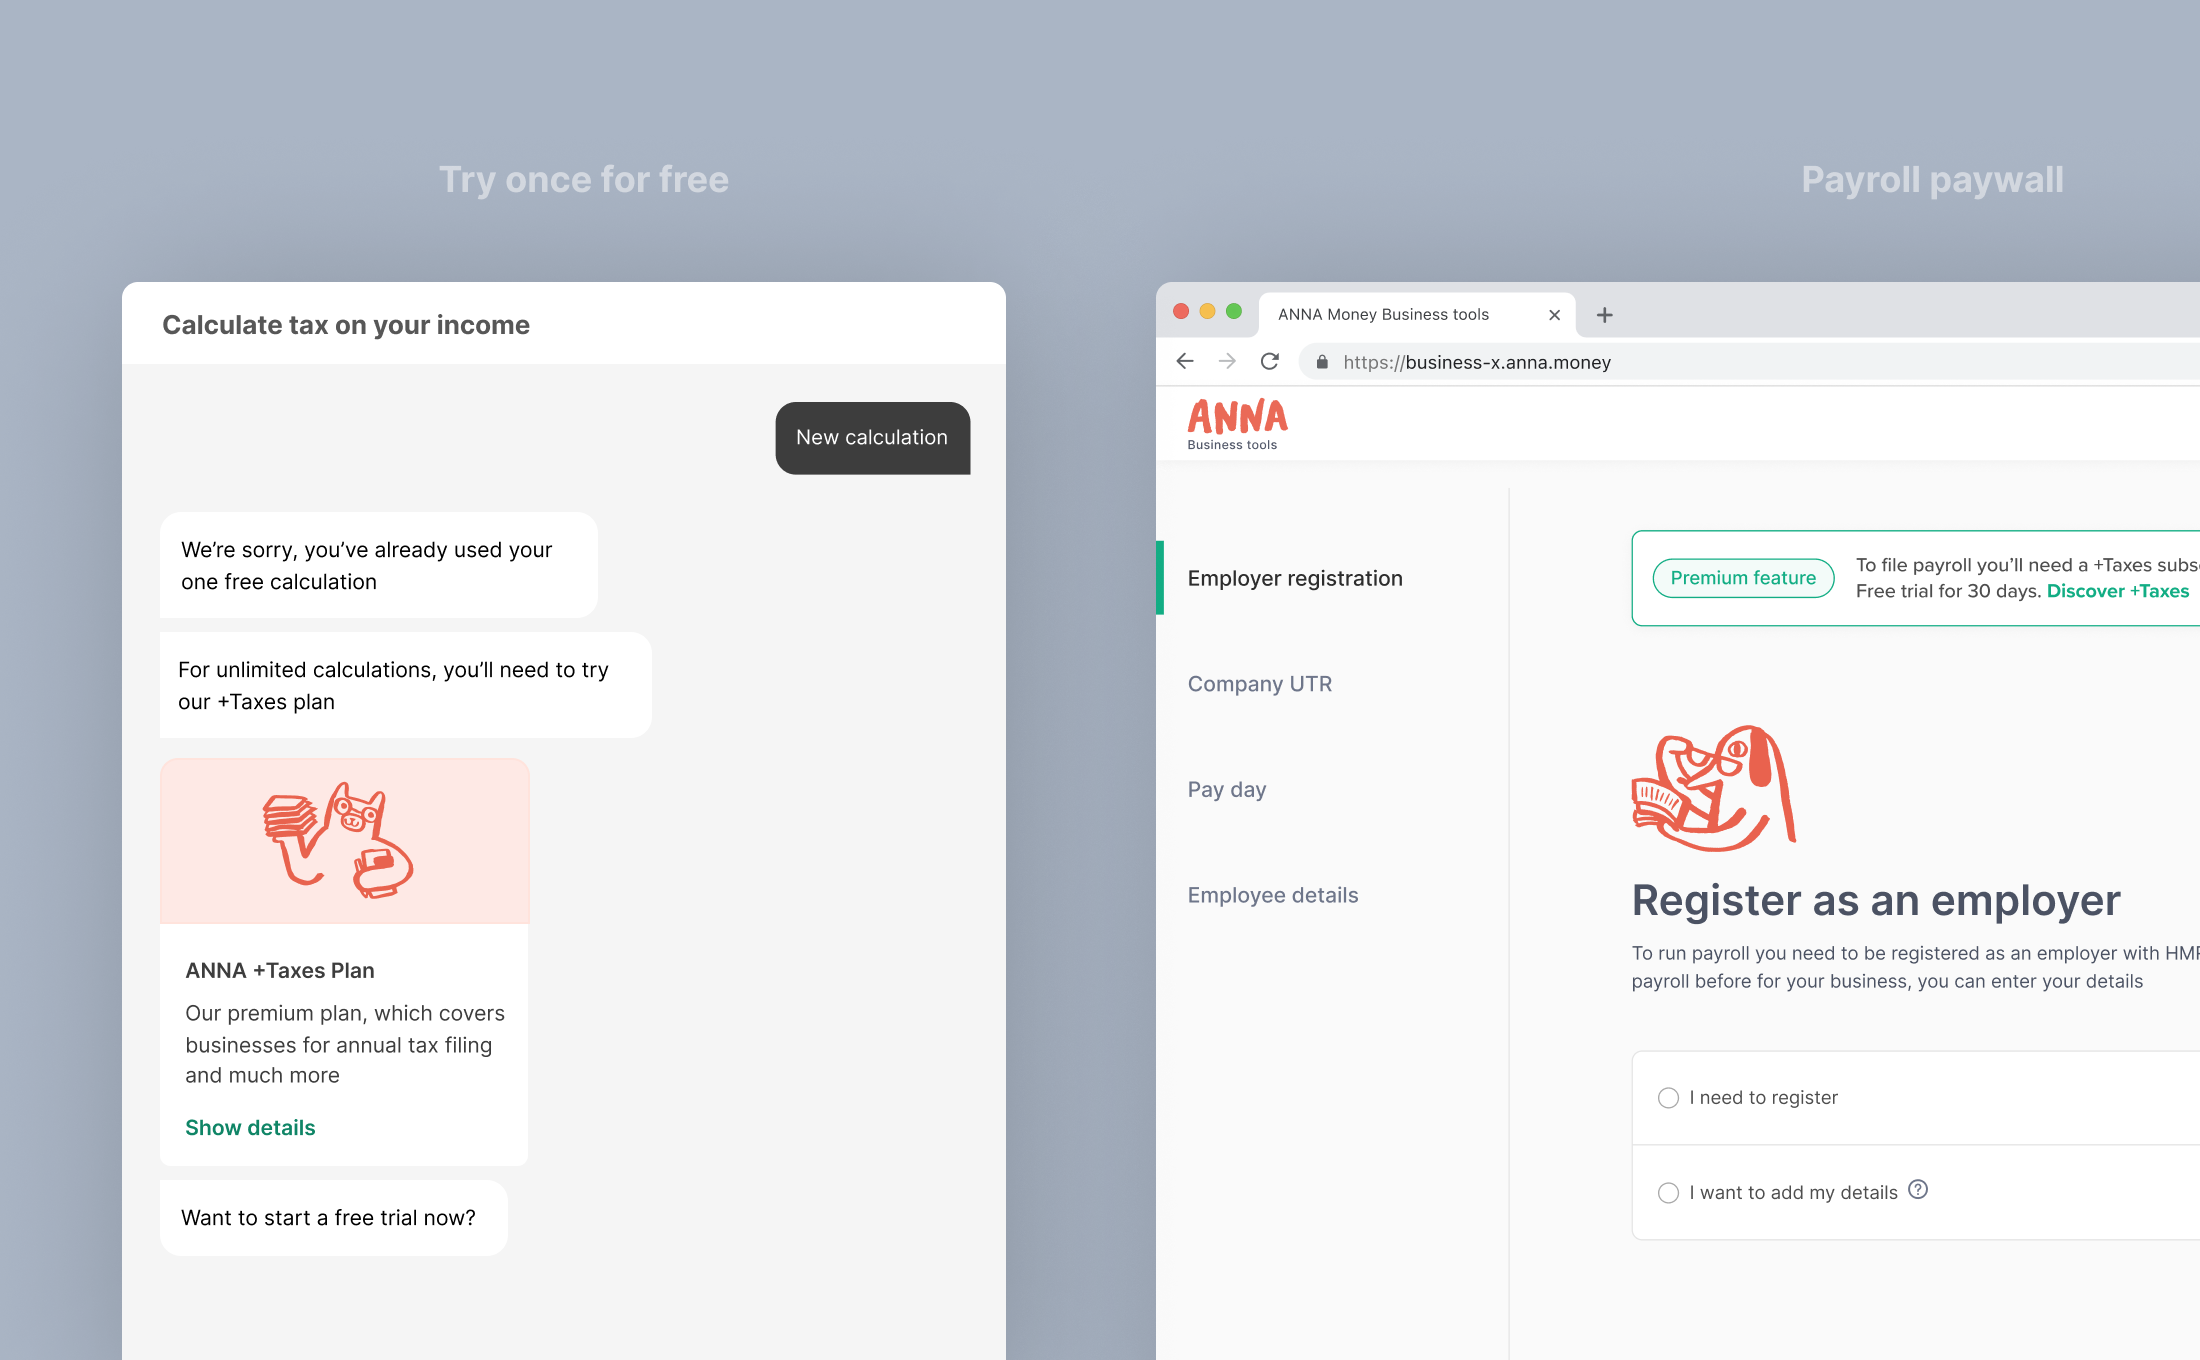 Try once for free
Calculate tax on your income
New calculation
We’re sorry, you’ve already used your
one free calculation
For unlimited calculations, you’ll need to try
our +Taxes plan
ANNA +Taxes Plan
Our premium plan, which covers
businesses for annual tax filing
and much more
Show details
Want to start a free trial now?
Payroll paywall
ANNA Money Business tools
https://business-x.anna.money
ANNA
Business tools
Employer registration
Company UTR
Pay day
Employee details
Premium feature
To file payroll you’ll need a +Taxes subs
Free trial for 30 days. Discover +Taxes
Register as an employer
To run payroll you need to be registered as an employer with HM
payroll before for your business, you can enter your details
I need to register
I want to add my details